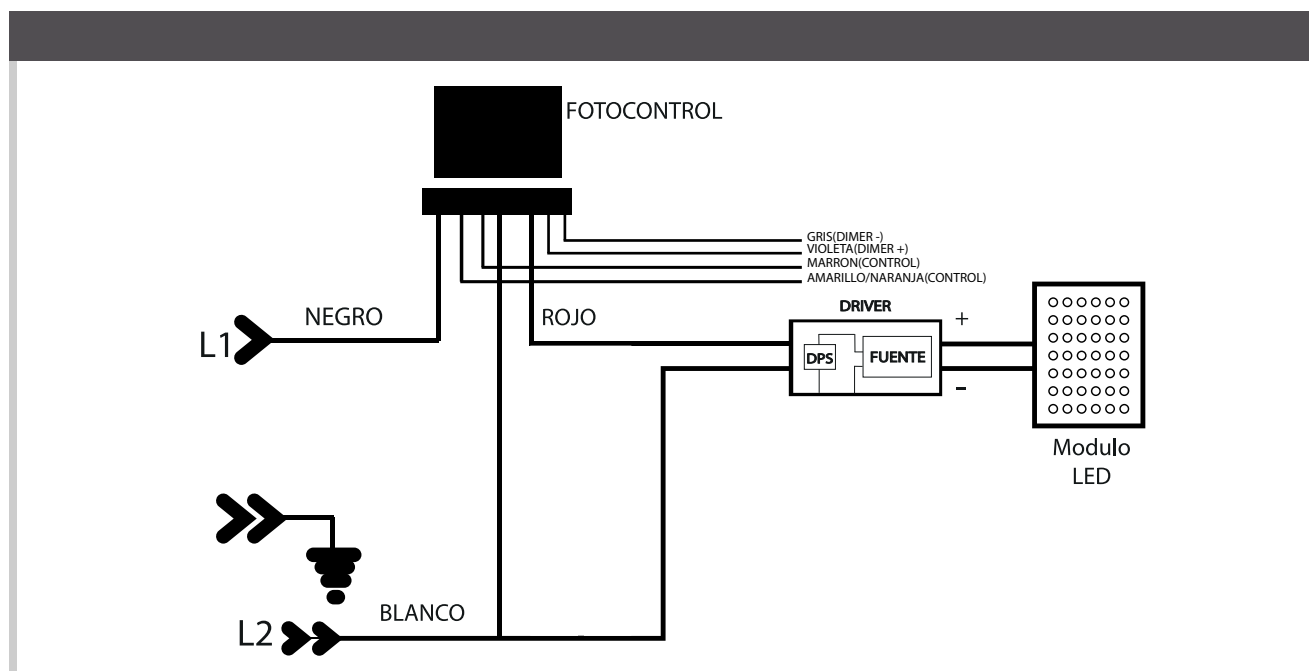 FOTOCONTROL
GRIS(DIMER -)
VIOLETA(DIMER +)
MARRON(CONTROL)
AMARILLO/NARANJA(CONTROL)
L1
NEGRO
ROJO
DRIVER
+
DPS
FUENTE
-
Modulo
LED
L2
BLANCO